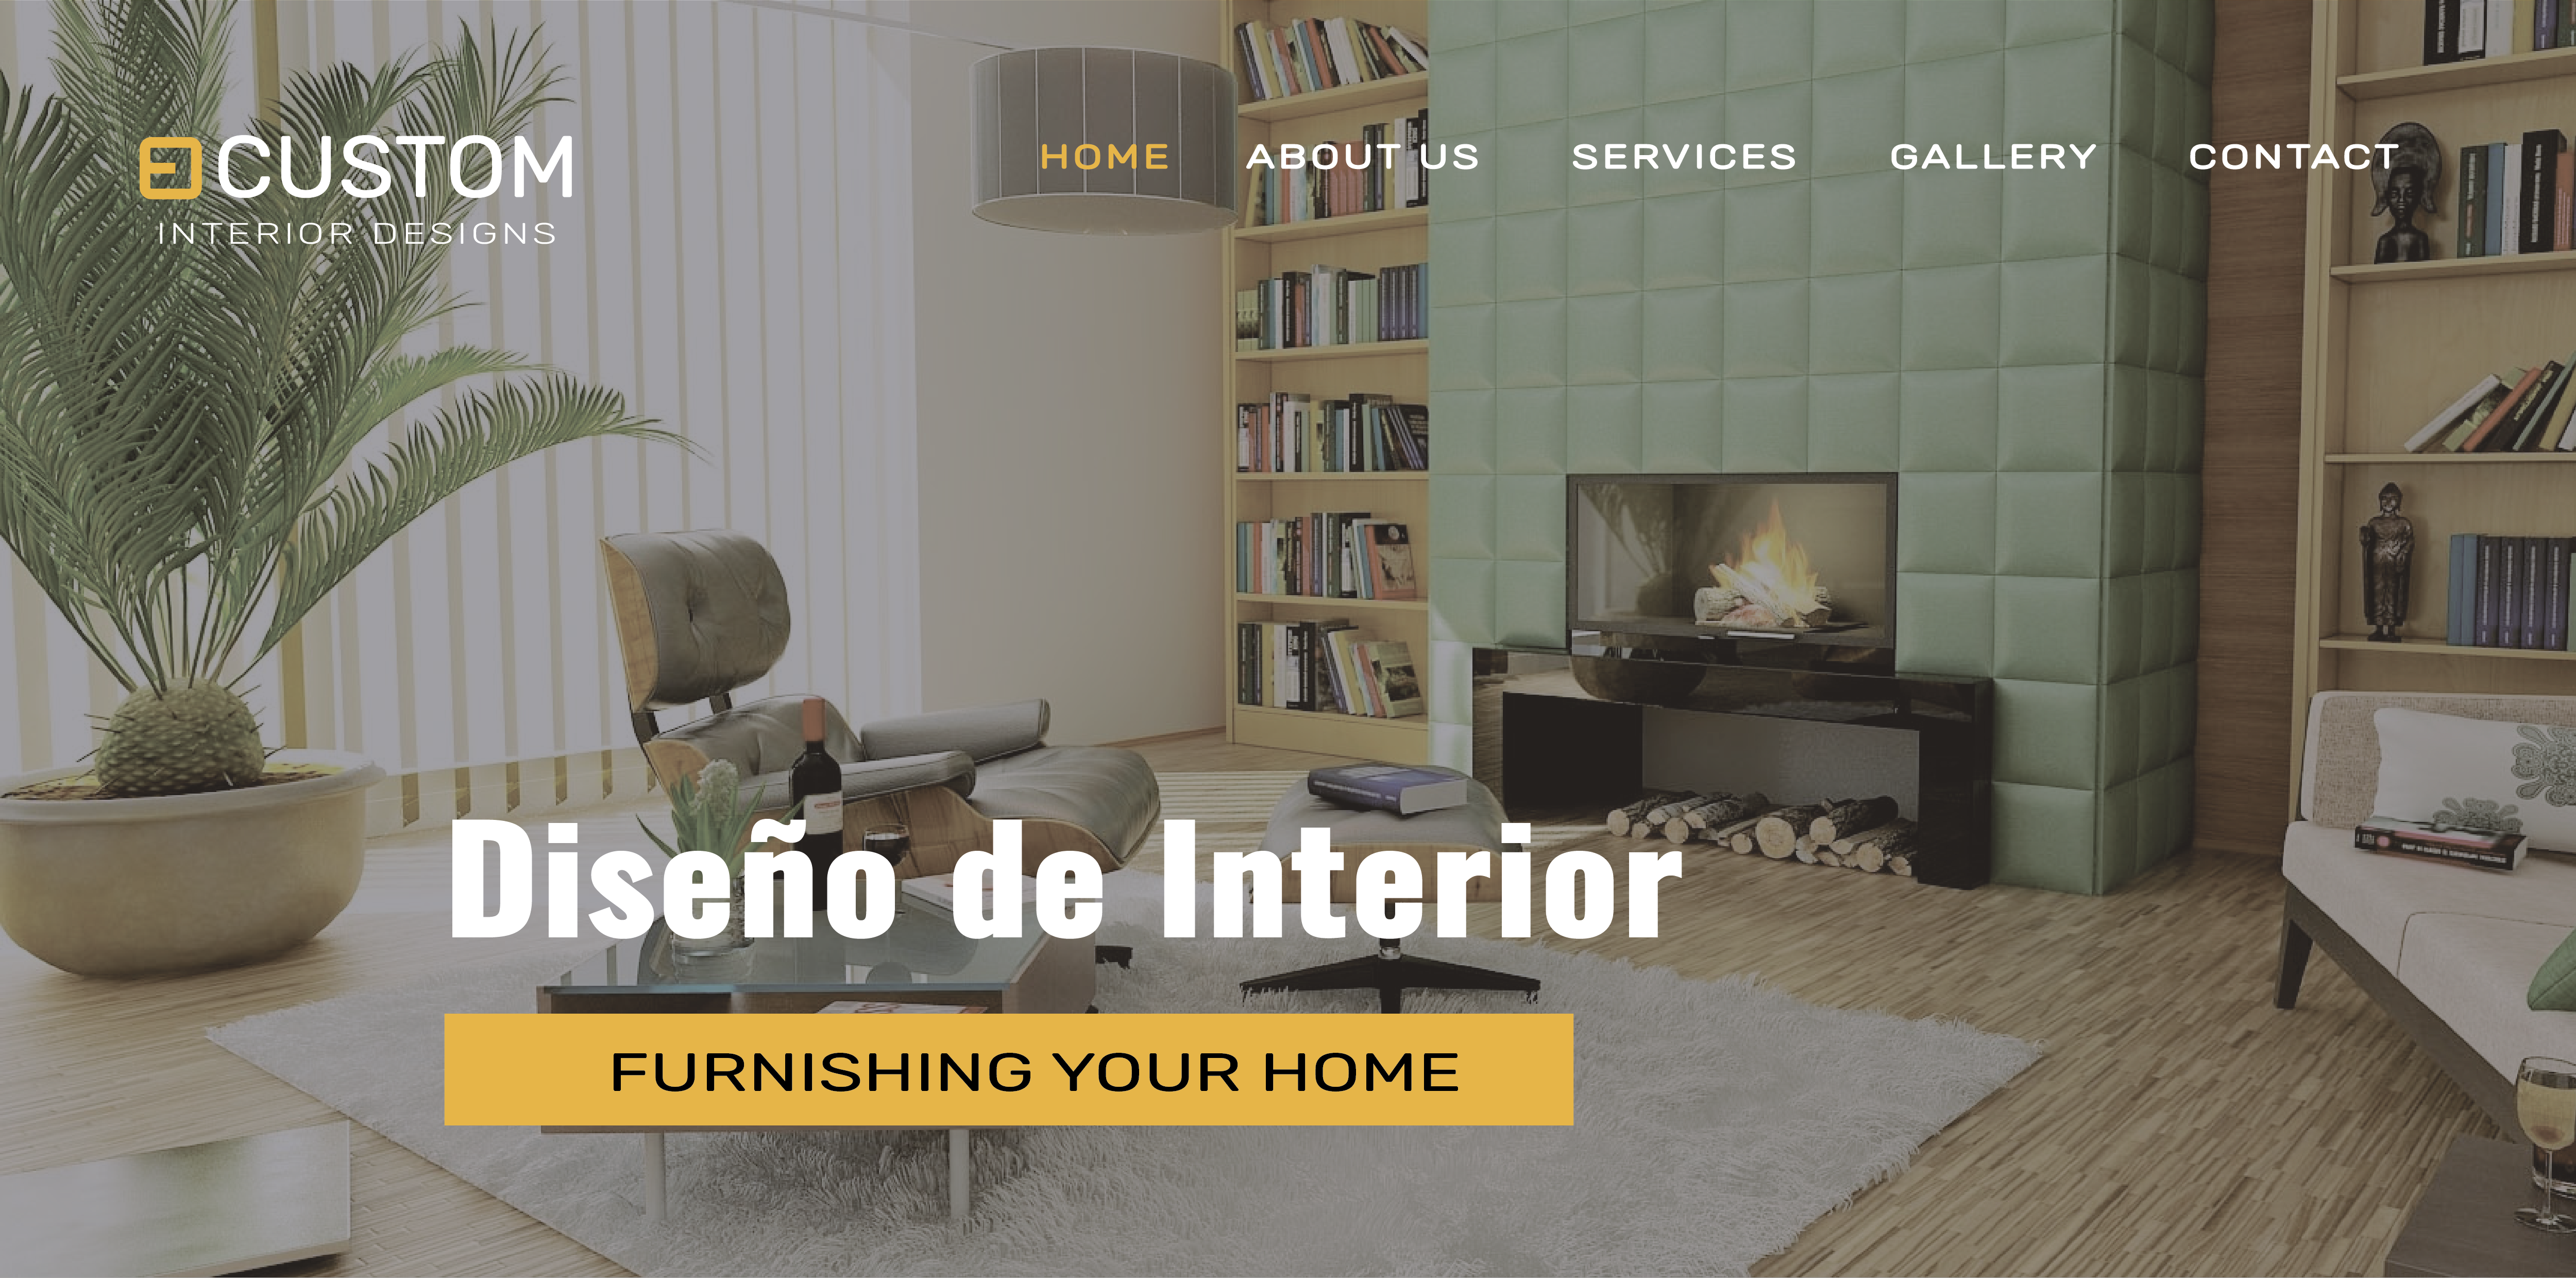 CUSTOM
INTERIOR DESIGNS
HOME ABOUT US SERVICES GALLERY CONTACT
Diseño de Interior
FURNISHING YOUR HOME